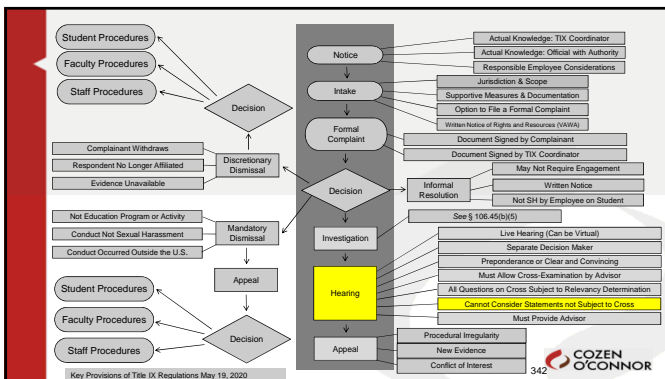 Student Procedures
Faculty Procedures
Staff Procedures
Decision
Complainant Withdraws
Respondent No Longer Affiliated
Evidence Unavailable
Discretionary
Dismissal
Not Education Program or Activity
Conduct Not Sexual Harassment
Conduct Occurred Outside the U.S.
Mandatory
Dismissal
Appeal
Student Procedures
Faculty Procedures
Staff Procedures
Decision
Key Provisions of Title IX Regulations May 19, 2020
Notice
Intake
Formal
Complaint
Decision
Investigation
Hearing
Appeal
Actual Knowledge: TIX Coordinator
Actual Knowledge: Official with Authority
Responsible Employee Considerations
Jurisdiction & Scope
Supportive Measures & Documentation
Option to File a Formal Complaint
Written Notice of Rights and Resources (VAWA)
Document Signed by Complainant
Document Signed by TIX Coordinator
Informal
Resolution
May Not Require Engagement
Written Notice
Not SH by Employee on Student
See § 106.45(b)(5)
Live Hearing (Can be Virtual)
Separate Decision Maker
Preponderance or Clear and Convincing
Must Allow Cross-Examination by Advisor
All Questions on Cross Subject to Relevancy Determination
Cannot Consider Statements not Subject to Cross
Must Provide Advisor
Procedural Irregularity
New Evidence
Conflict of Interest
342
COZEN
O'CONNOR